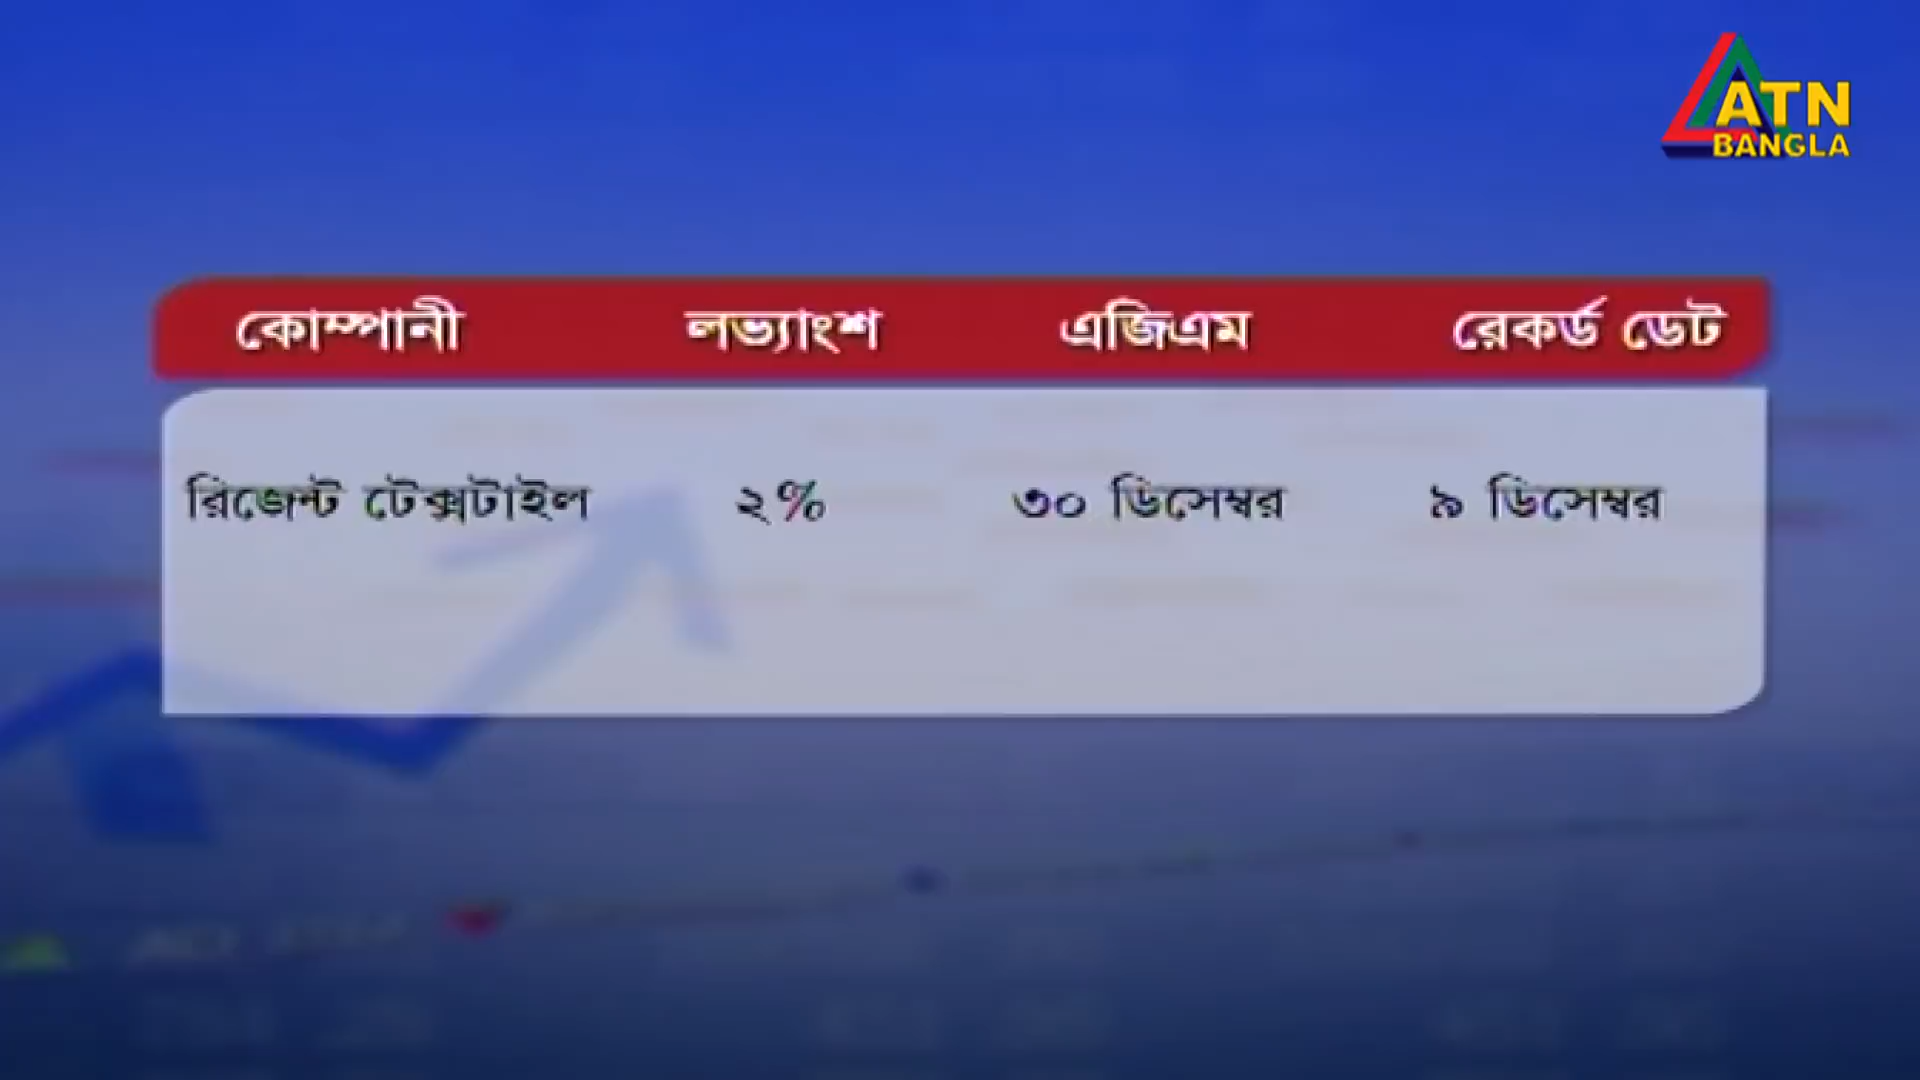 ATN
BANGLA
কোম্পানী লভ্যাংশ এজিএম রেকর্ড ডেট
রিজেন্ট টেক্সটাইল ২% ৩০ ডিসেম্বর ৯ ডিসেম্বর